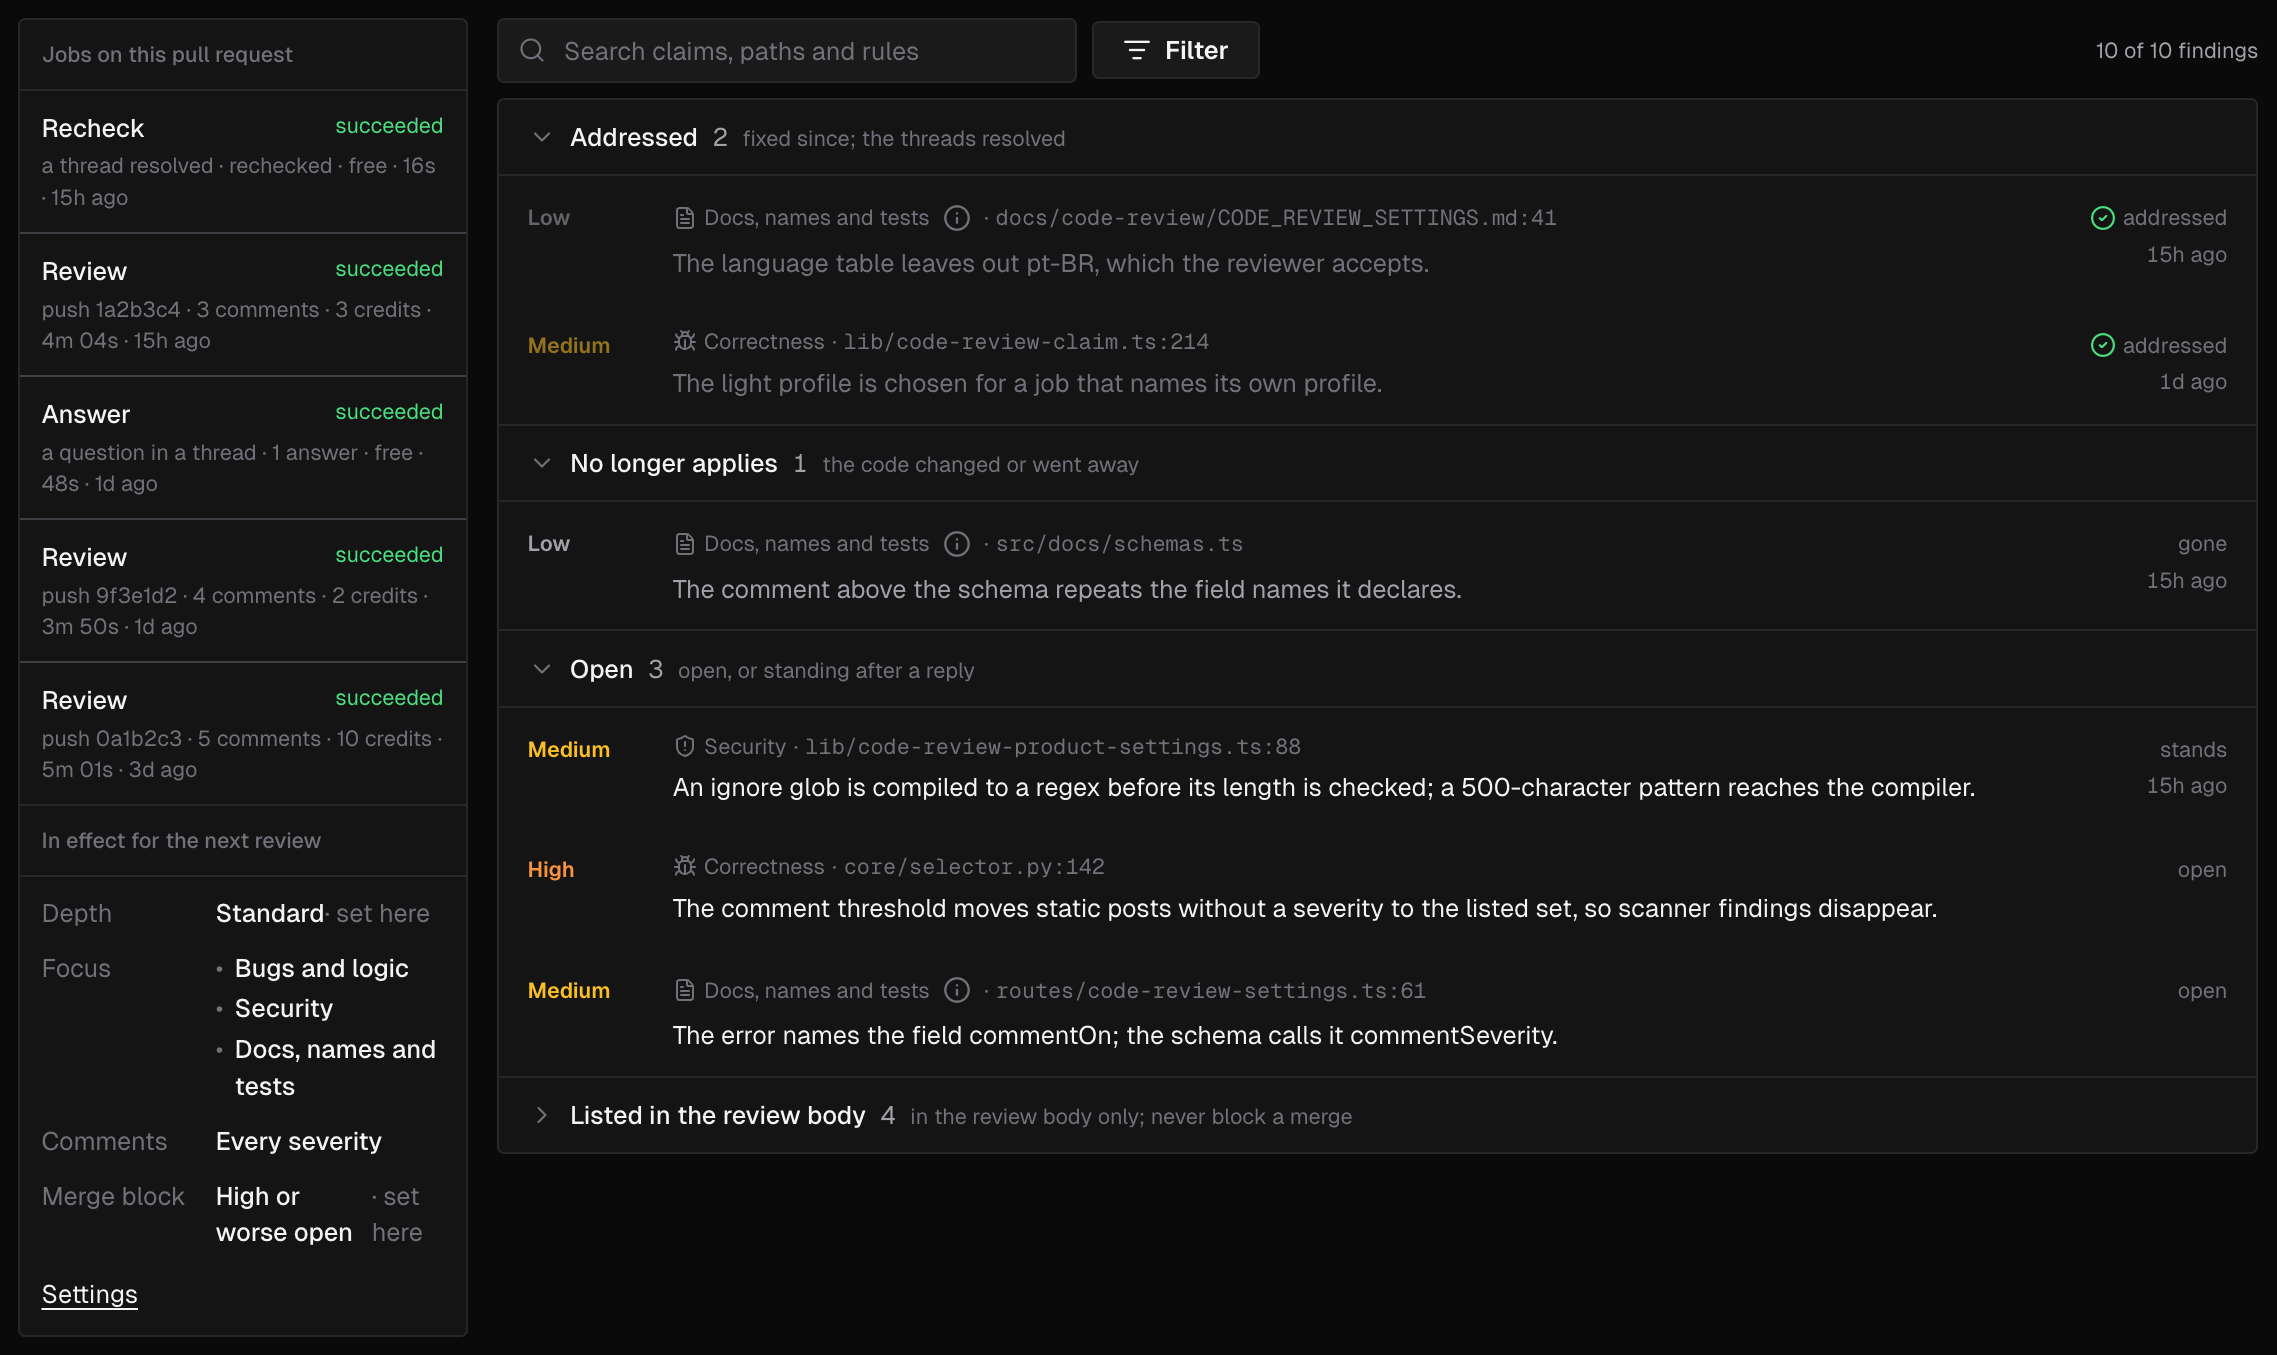 Jobs on this pull request
Recheck succeeded
a thread resolved · rechecked · free · 16s
· 15h ago
Review succeeded
push 1a2b3c4 · 3 comments · 3 credits ·
4m 04s · 15h ago
Answer succeeded
a question in a thread · 1 answer · free ·
48s · 1d ago
Review succeeded
push 9f3e1d2 · 4 comments · 2 credits ·
3m 50s · 1d ago
Review succeeded
push 0a1b2c3 · 5 comments · 10 credits ·
5m 01s · 3d ago
In effect for the next review
Depth Standard · set here
Focus • Bugs and logic
• Security
• Docs, names and
tests
Comments Every severity
Merge block High or · set
worse open here
Settings
Search claims, paths and rules
Filter
10 of 10 findings
Addressed 2 fixed since; the threads resolved
Low Docs, names and tests · docs/code-review/CODE_REVIEW_SETTINGS.md:41 addressed
The language table leaves out pt-BR, which the reviewer accepts. 15h ago
Medium Correctness · lib/code-review-claim.ts:214 addressed
The light profile is chosen for a job that names its own profile. 1d ago
No longer applies 1 the code changed or went away
Low Docs, names and tests · src/docs/schemas.ts gone
The comment above the schema repeats the field names it declares. 15h ago
Open 3 open, or standing after a reply
Medium Security · lib/code-review-product-settings.ts:88 stands
An ignore glob is compiled to a regex before its length is checked; a 500-character pattern reaches the compiler. 15h ago
High Correctness · core/selector.py:142 open
The comment threshold moves static posts without a severity to the listed set, so scanner findings disappear.
Medium Docs, names and tests · routes/code-review-settings.ts:61 open
The error names the field commentOn; the schema calls it commentSeverity.
Listed in the review body 4 in the review body only; never block a merge